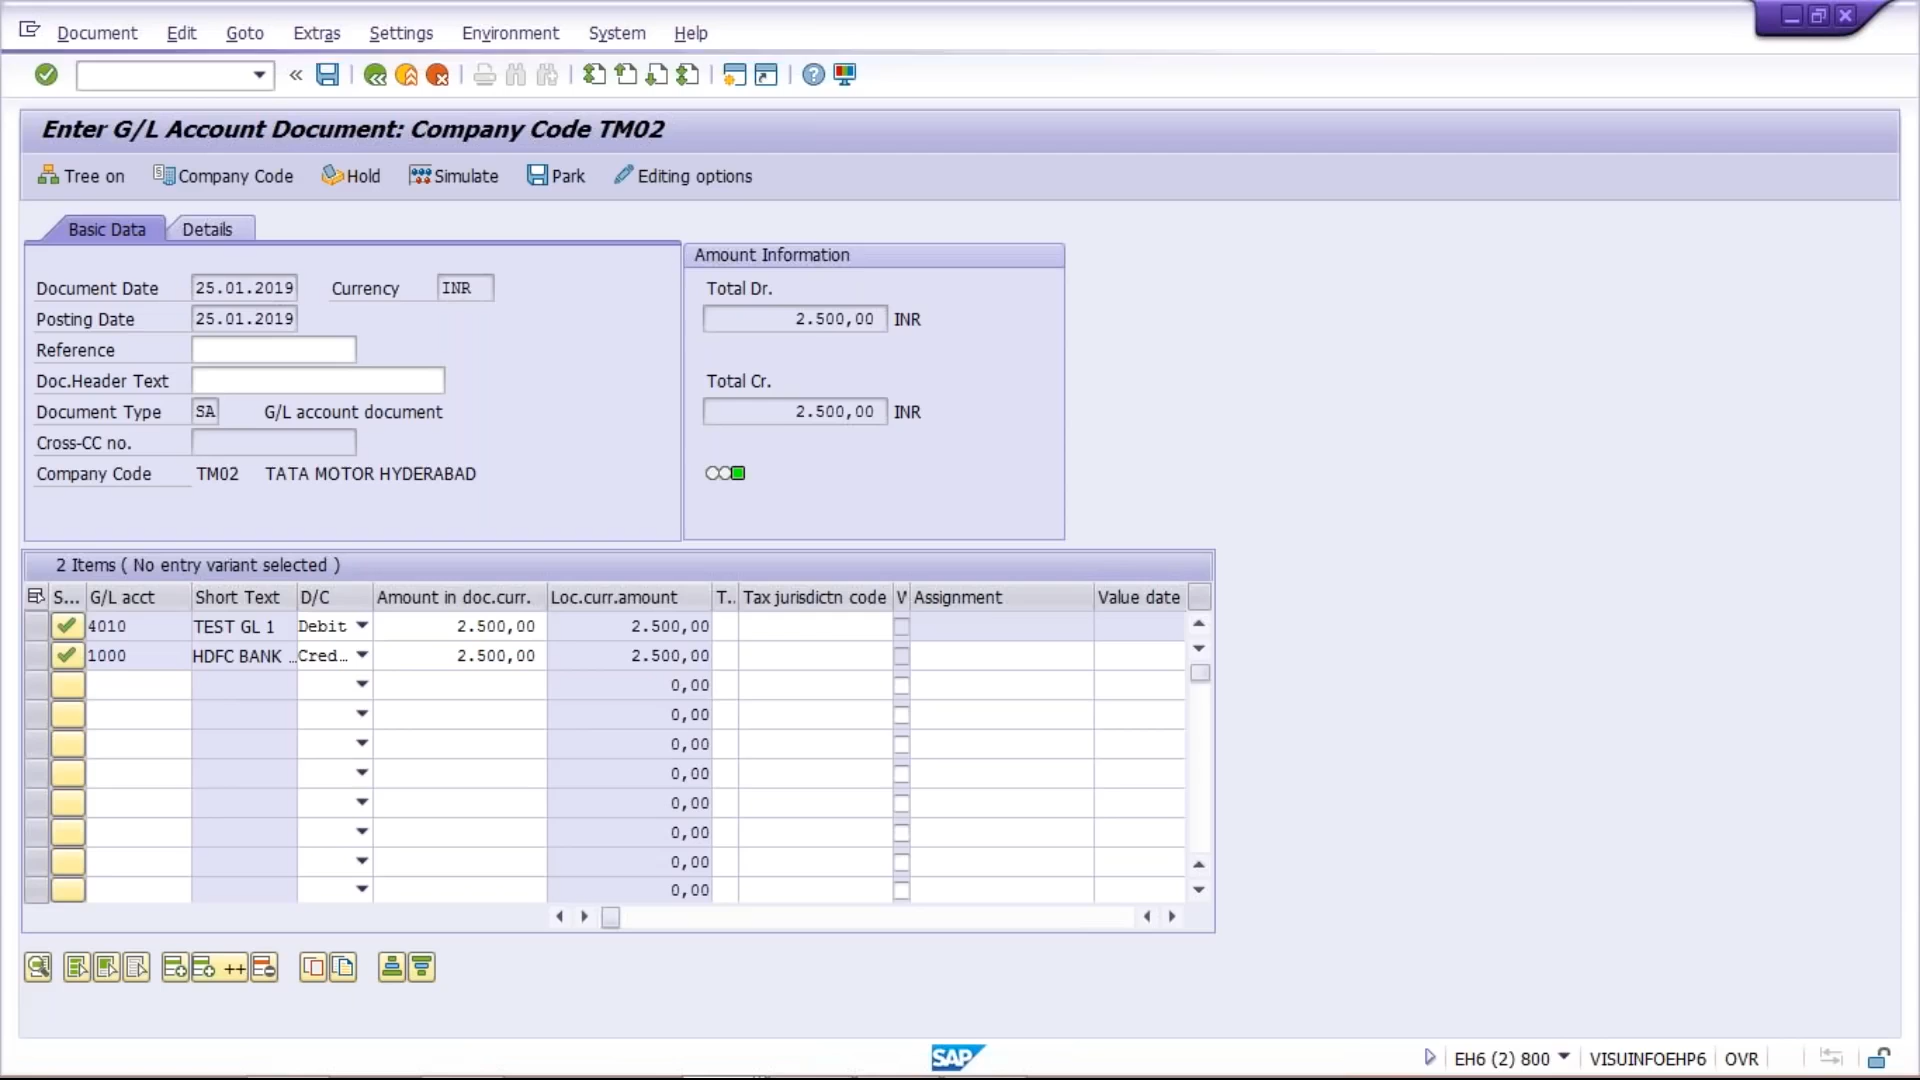 Document Edit Goto Extras Settings Environment System Help
Enter G/L Account Document: Company Code TM02
Tree on Company Code Hold Simulate Park Editing options
Basic Data Details
Amount Information
Document Date 25.01.2019 Currency INR
Total Dr.
Posting Date 25.01.2019
2.500,00 INR
Reference
Doc.Header Text
Total Cr.
Document Type SA G/L account document
2.500,00 INR
Cross-CC no.
Company Code TM02 TATA MOTOR HYDERABAD
2 Items ( No entry variant selected )
S... G/L acct Short Text D/C Amount in doc.curr. Loc.curr.amount T.. Tax jurisdictn code V Assignment Value date
4010 TEST GL 1 Debit 2.500,00 2.500,00
1000 HDFC BANK ... Cred... 2.500,00 2.500,00
0,00
0,00
0,00
0,00
0,00
0,00
0,00
0,00
SAP EH6 (2) 800 VISUINFOEHP6 OVR